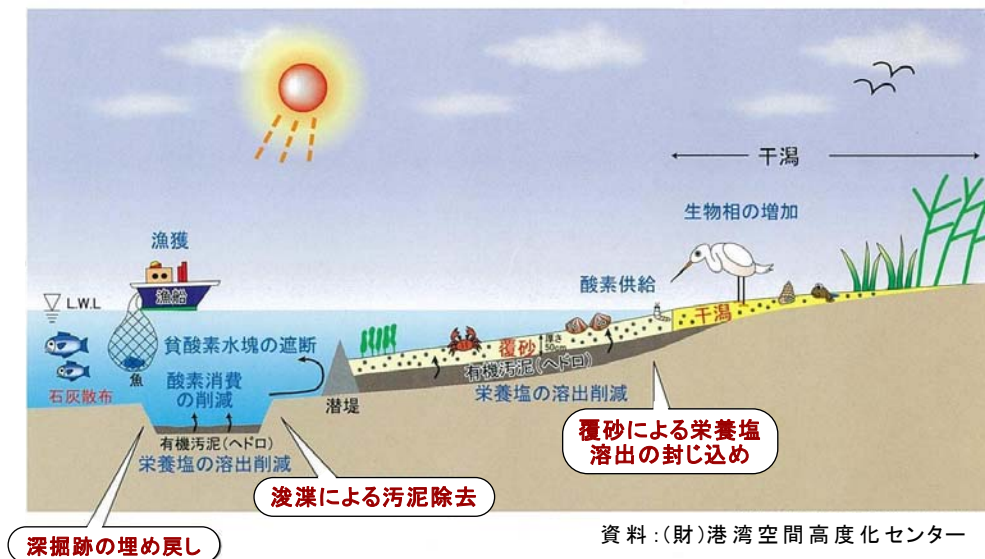 干潟
生物相の増加
漁獲
酸素供給
漁船
L.W.L
干潟
覆砂
厚さ
50cm
貧酸素水塊の遮断
有機汚泥(ヘドロ)
魚
酸素消費
の削減
石灰散布
潜堤
栄養塩の溶出削減
有機汚泥(ヘドロ)
栄養塩の溶出削減
覆砂による栄養塩
溶出の封じ込め
浚渫による汚泥除去
深掘跡の埋め戻し
資料:(財)港湾空間高度化センター